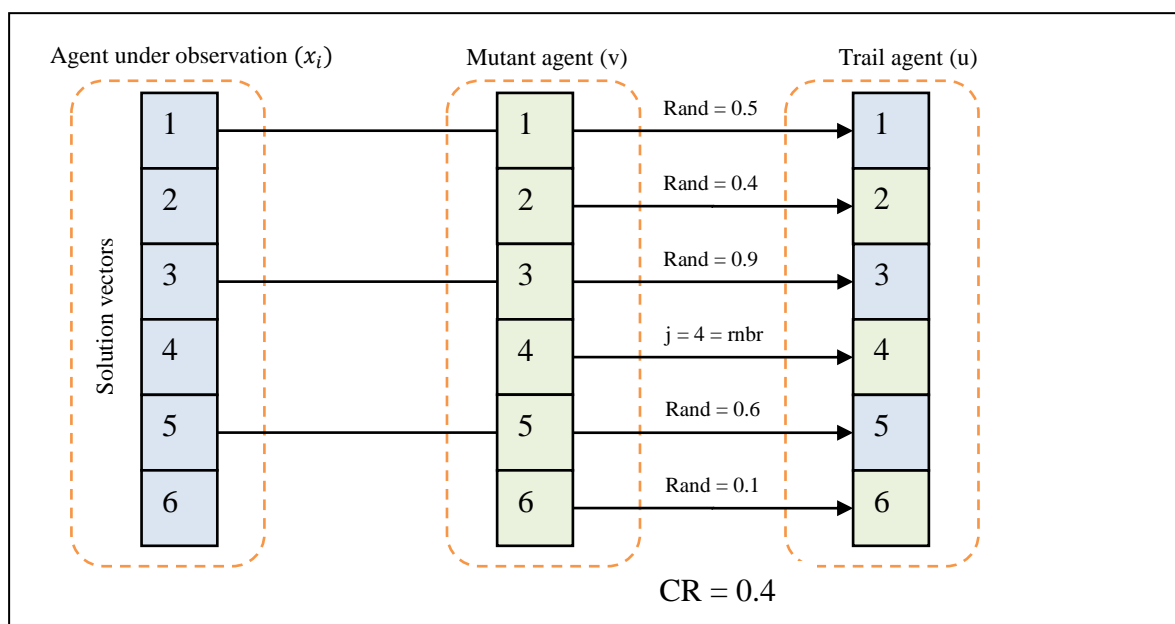 Agent under observation (x_i)
Mutant agent (v)
Trail agent (u)
Solution vectors
1
1
Rand = 0.5
1
2
2
Rand = 0.4
2
3
3
Rand = 0.9
3
4
4
j = 4 = rnbr
4
5
5
Rand = 0.6
5
6
6
Rand = 0.1
6
CR = 0.4